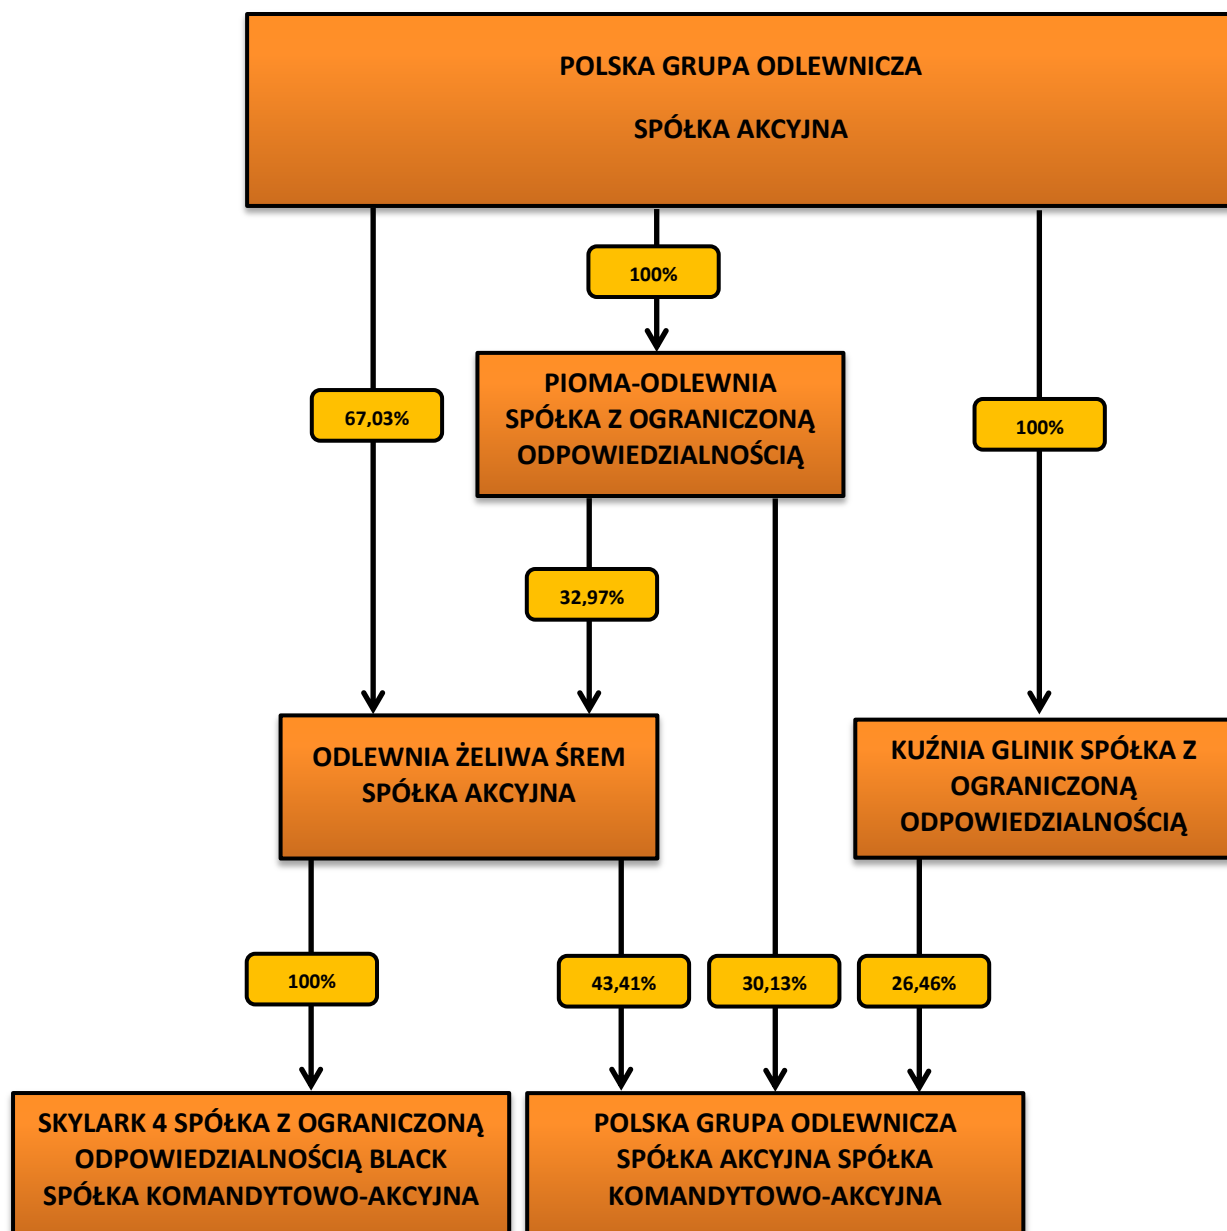 POLSKA GRUPA ODLEWNICZA
SPÓŁKA AKCYJNA
100%
PIOMA-ODLEWNIA
SPÓŁKA Z OGRANICZONĄ
ODPOWIEDZIALNOŚCIĄ
67,03%
100%
32,97%
ODLEWNIA ŻELIWA ŚREM
SPÓŁKA AKCYJNA
KUŹNIA GLINIK SPÓŁKA Z
OGRANICZONĄ
ODPOWIEDZIALNOŚCIĄ
100%
43,41%
30,13%
26,46%
SKYLARK 4 SPÓŁKA Z OGRANICZONĄ
ODPOWIEDZIALNOŚCIĄ BLACK
SPÓŁKA KOMANDYTOWO-AKCYJNA
POLSKA GRUPA ODLEWNICZA
SPÓŁKA AKCYJNA SPÓŁKA
KOMANDYTOWO-AKCYJNA